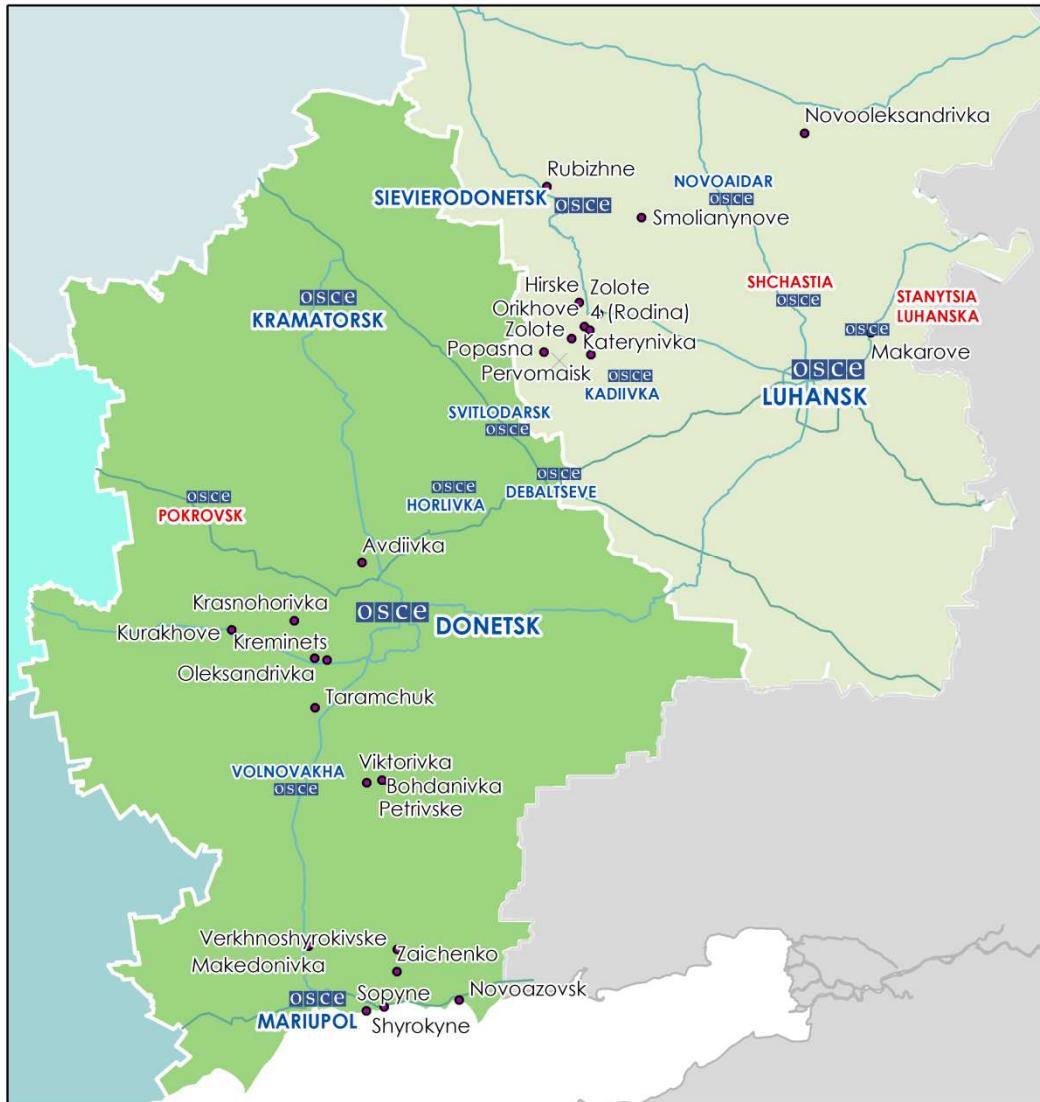 Novooleksandrivka
Rubizhne
SIEVIERODONETSK
osce
NOVOAIDAR
osce
Smolianynove
osce
KRAMATORSK
Hirske
Zolote
Orikhove
4 (Rodina)
Zolote
Katerynivka
Popasna
Pervomaisk
SHCHASTIA
osce
STANYTSIA
LUHANSKA
osce
Makarove
osce
KADIIVKA
osce
LUHANSK
SVITLODARSK
osce
osce
DEBALTSEVE
osce
HORLIVKA
osce
POKROVSK
Avdiivka
Krasnohorivka
osce
DONETSK
Kurakhove
Kreminets
Oleksandrivka
Taramchuk
VOLNOVAKHA
osce
Viktorivka
Bohdanivka
Petrivske
Verkhnoshyrokivske
Zaichenko
Makedonivka
osce
MARIUPOL
Sopyne
Novoazovsk
Shyrokyne